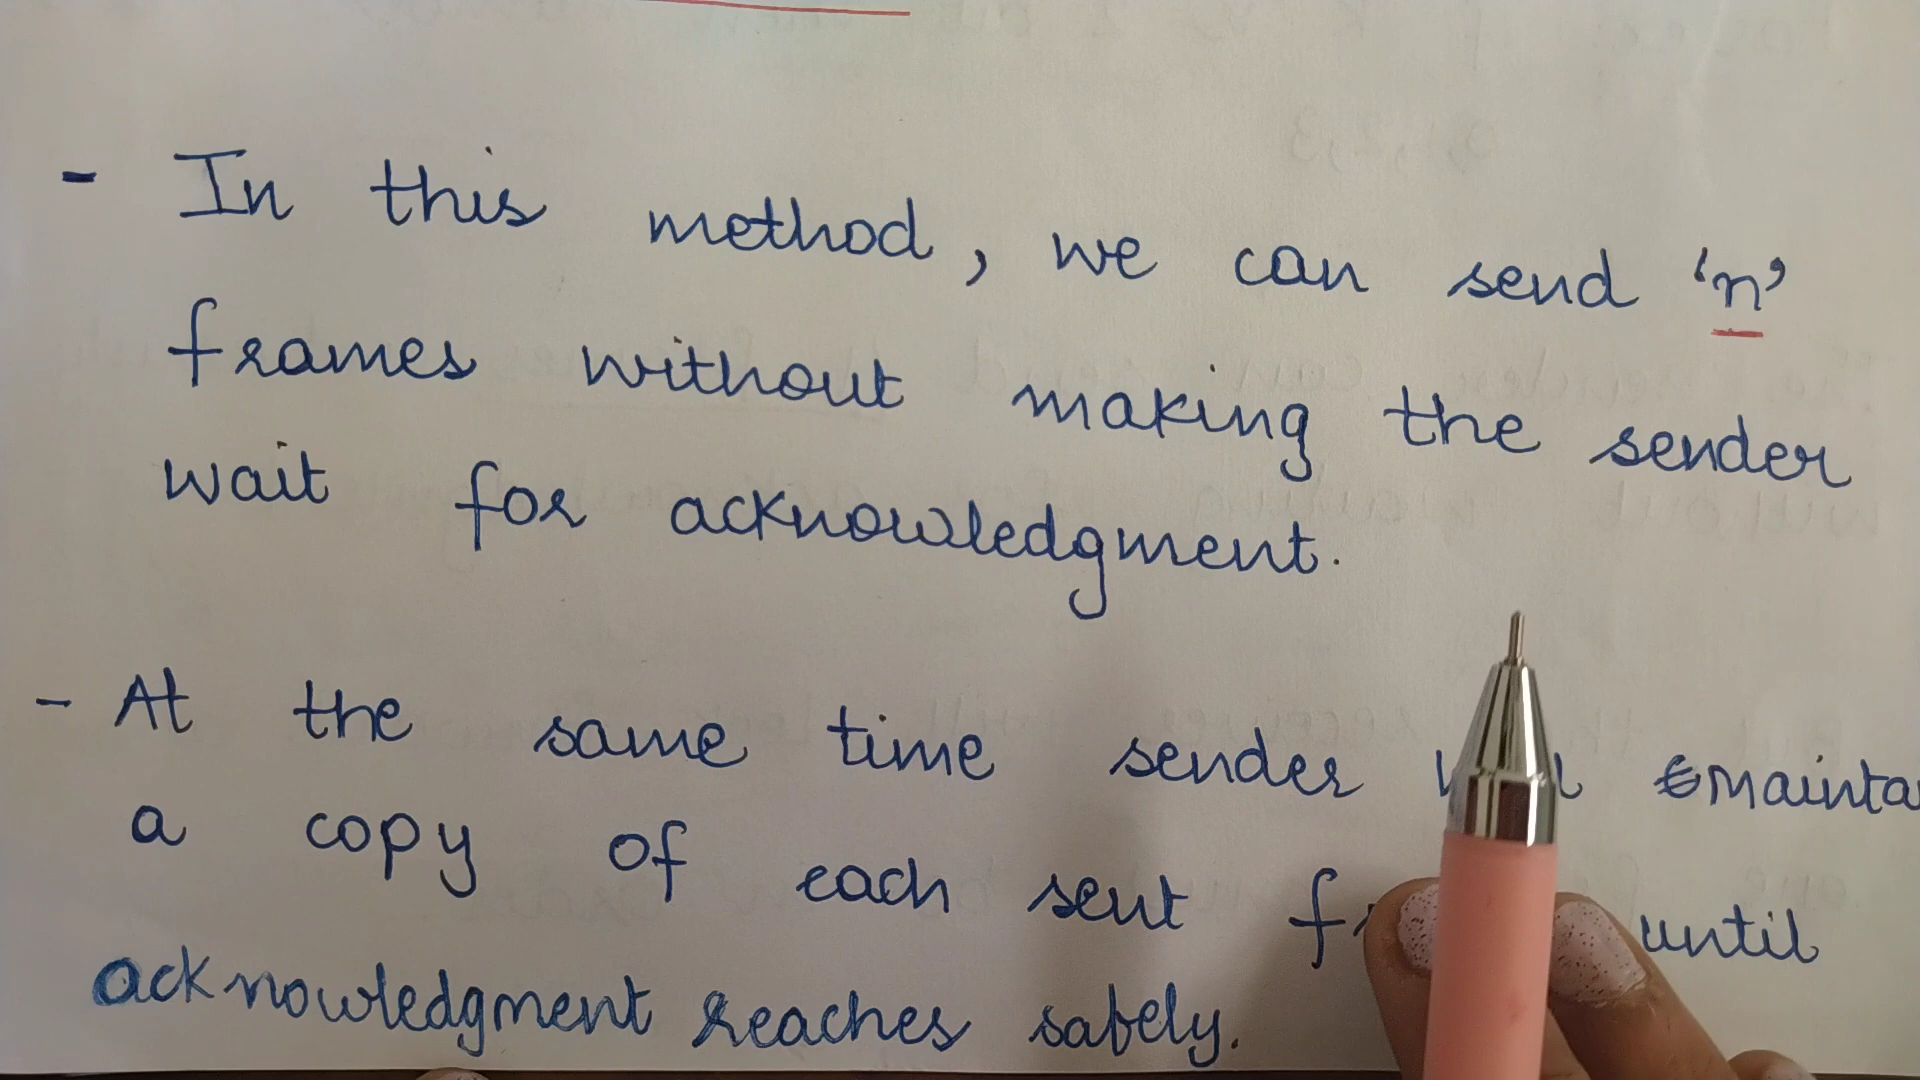 - In this method, we can send 'n'
frames without making the sender
wait for acknowledgment.
- At the same time sender mainta
a copy of each sent until
acknowledgment reaches safely.